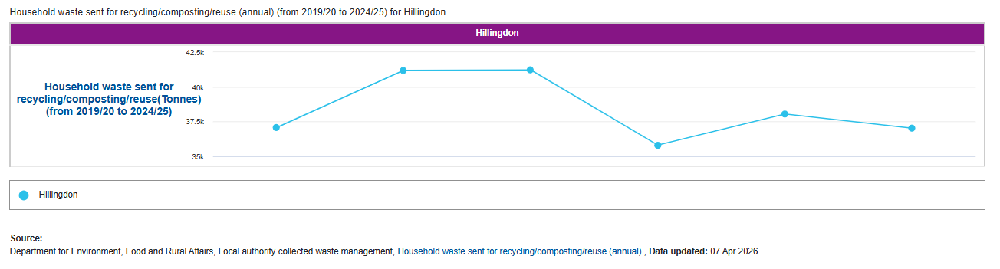 Household waste sent for recycling/composting/reuse (annual) (from 2019/20 to 2024/25) for Hillingdon
Hillingdon
Household waste sent for
recycling/composting/reuse(Tonnes)
(from 2019/20 to 2024/25)
42.5k
40k
37.5k
35k
Hillingdon
Source:
Department for Environment, Food and Rural Affairs, Local authority collected waste management, Household waste sent for recycling/composting/reuse (annual) , Data updated: 07 Apr 2026